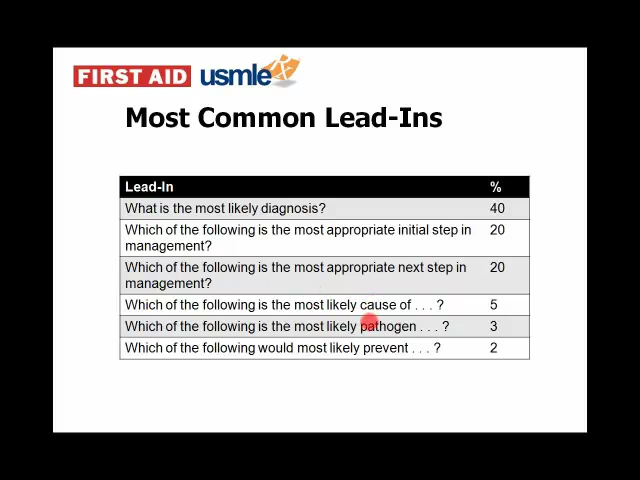 FIRST AID usmle Rx
Most Common Lead-Ins
Lead-In %
What is the most likely diagnosis? 40
Which of the following is the most appropriate initial step in 20
management?
Which of the following is the most appropriate next step in 20
management?
Which of the following is the most likely cause of . . . ? 5
Which of the following is the most likely pathogen . . . ? 3
Which of the following would most likely prevent . . . ? 2